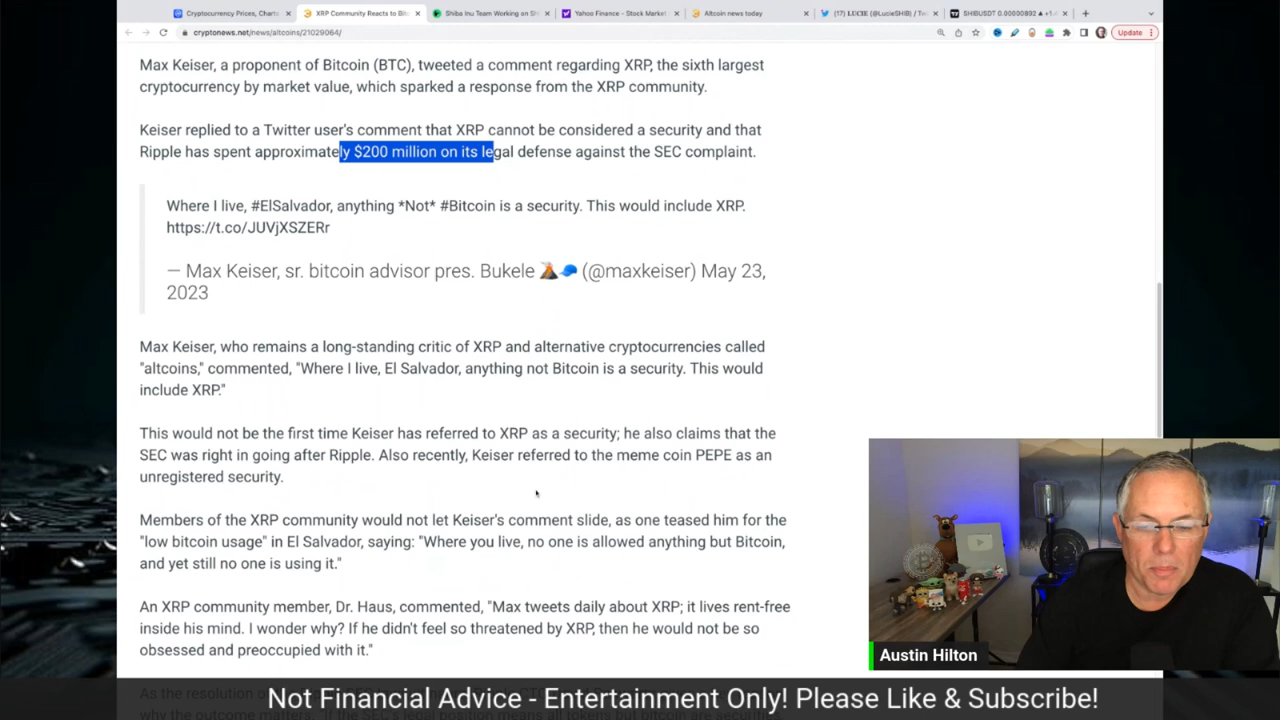 Cryptocurrency Prices, Charts
XRP Community Reacts to Bit
Shiba Inu Team Working on SH
Yahoo Finance - Stock Market
Altcoin news today
(17) LUCIE (@LucieSHIB) / Tw
SHIBUSDT 0.00000892
cryptonews.net/news/altcoins/21029064/
Update
Max Keiser, a proponent of Bitcoin (BTC), tweeted a comment regarding XRP, the sixth largest
cryptocurrency by market value, which sparked a response from the XRP community.
Keiser replied to a Twitter user's comment that XRP cannot be considered a security and that
Ripple has spent approximately $200 million on its legal defense against the SEC complaint.
Where I live, #ElSalvador, anything *Not* #Bitcoin is a security. This would include XRP.
https://t.co/JUVjXSZERr
— Max Keiser, sr. bitcoin advisor pres. Bukele 🌋🧢 (@maxkeiser) May 23,
2023
Max Keiser, who remains a long-standing critic of XRP and alternative cryptocurrencies called
"altcoins," commented, "Where I live, El Salvador, anything not Bitcoin is a security. This would
include XRP."
This would not be the first time Keiser has referred to XRP as a security; he also claims that the
SEC was right in going after Ripple. Also recently, Keiser referred to the meme coin PEPE as an
unregistered security.
Members of the XRP community would not let Keiser's comment slide, as one teased him for the
"low bitcoin usage" in El Salvador, saying: "Where you live, no one is allowed anything but Bitcoin,
and yet still no one is using it."
An XRP community member, Dr. Haus, commented, "Max tweets daily about XRP; it lives rent-free
inside his mind. I wonder why? If he didn't feel so threatened by XRP, then he would not be so
obsessed and preoccupied with it."
Austin Hilton
Not Financial Advice - Entertainment Only! Please Like & Subscribe!